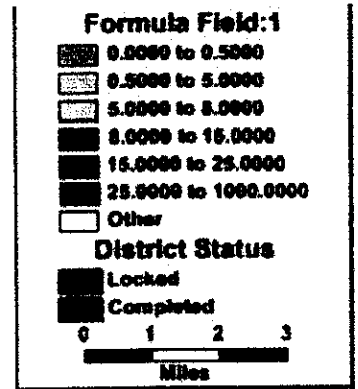 Formula Field:1
0.0000 to 0.5000
0.5000 to 5.0000
5.0000 to 8.0000
8.0000 to 15.0000
15.0000 to 25.0000
25.0000 to 1000.0000
Other
District Status
Locked
Completed
0 1 2 3
Miles